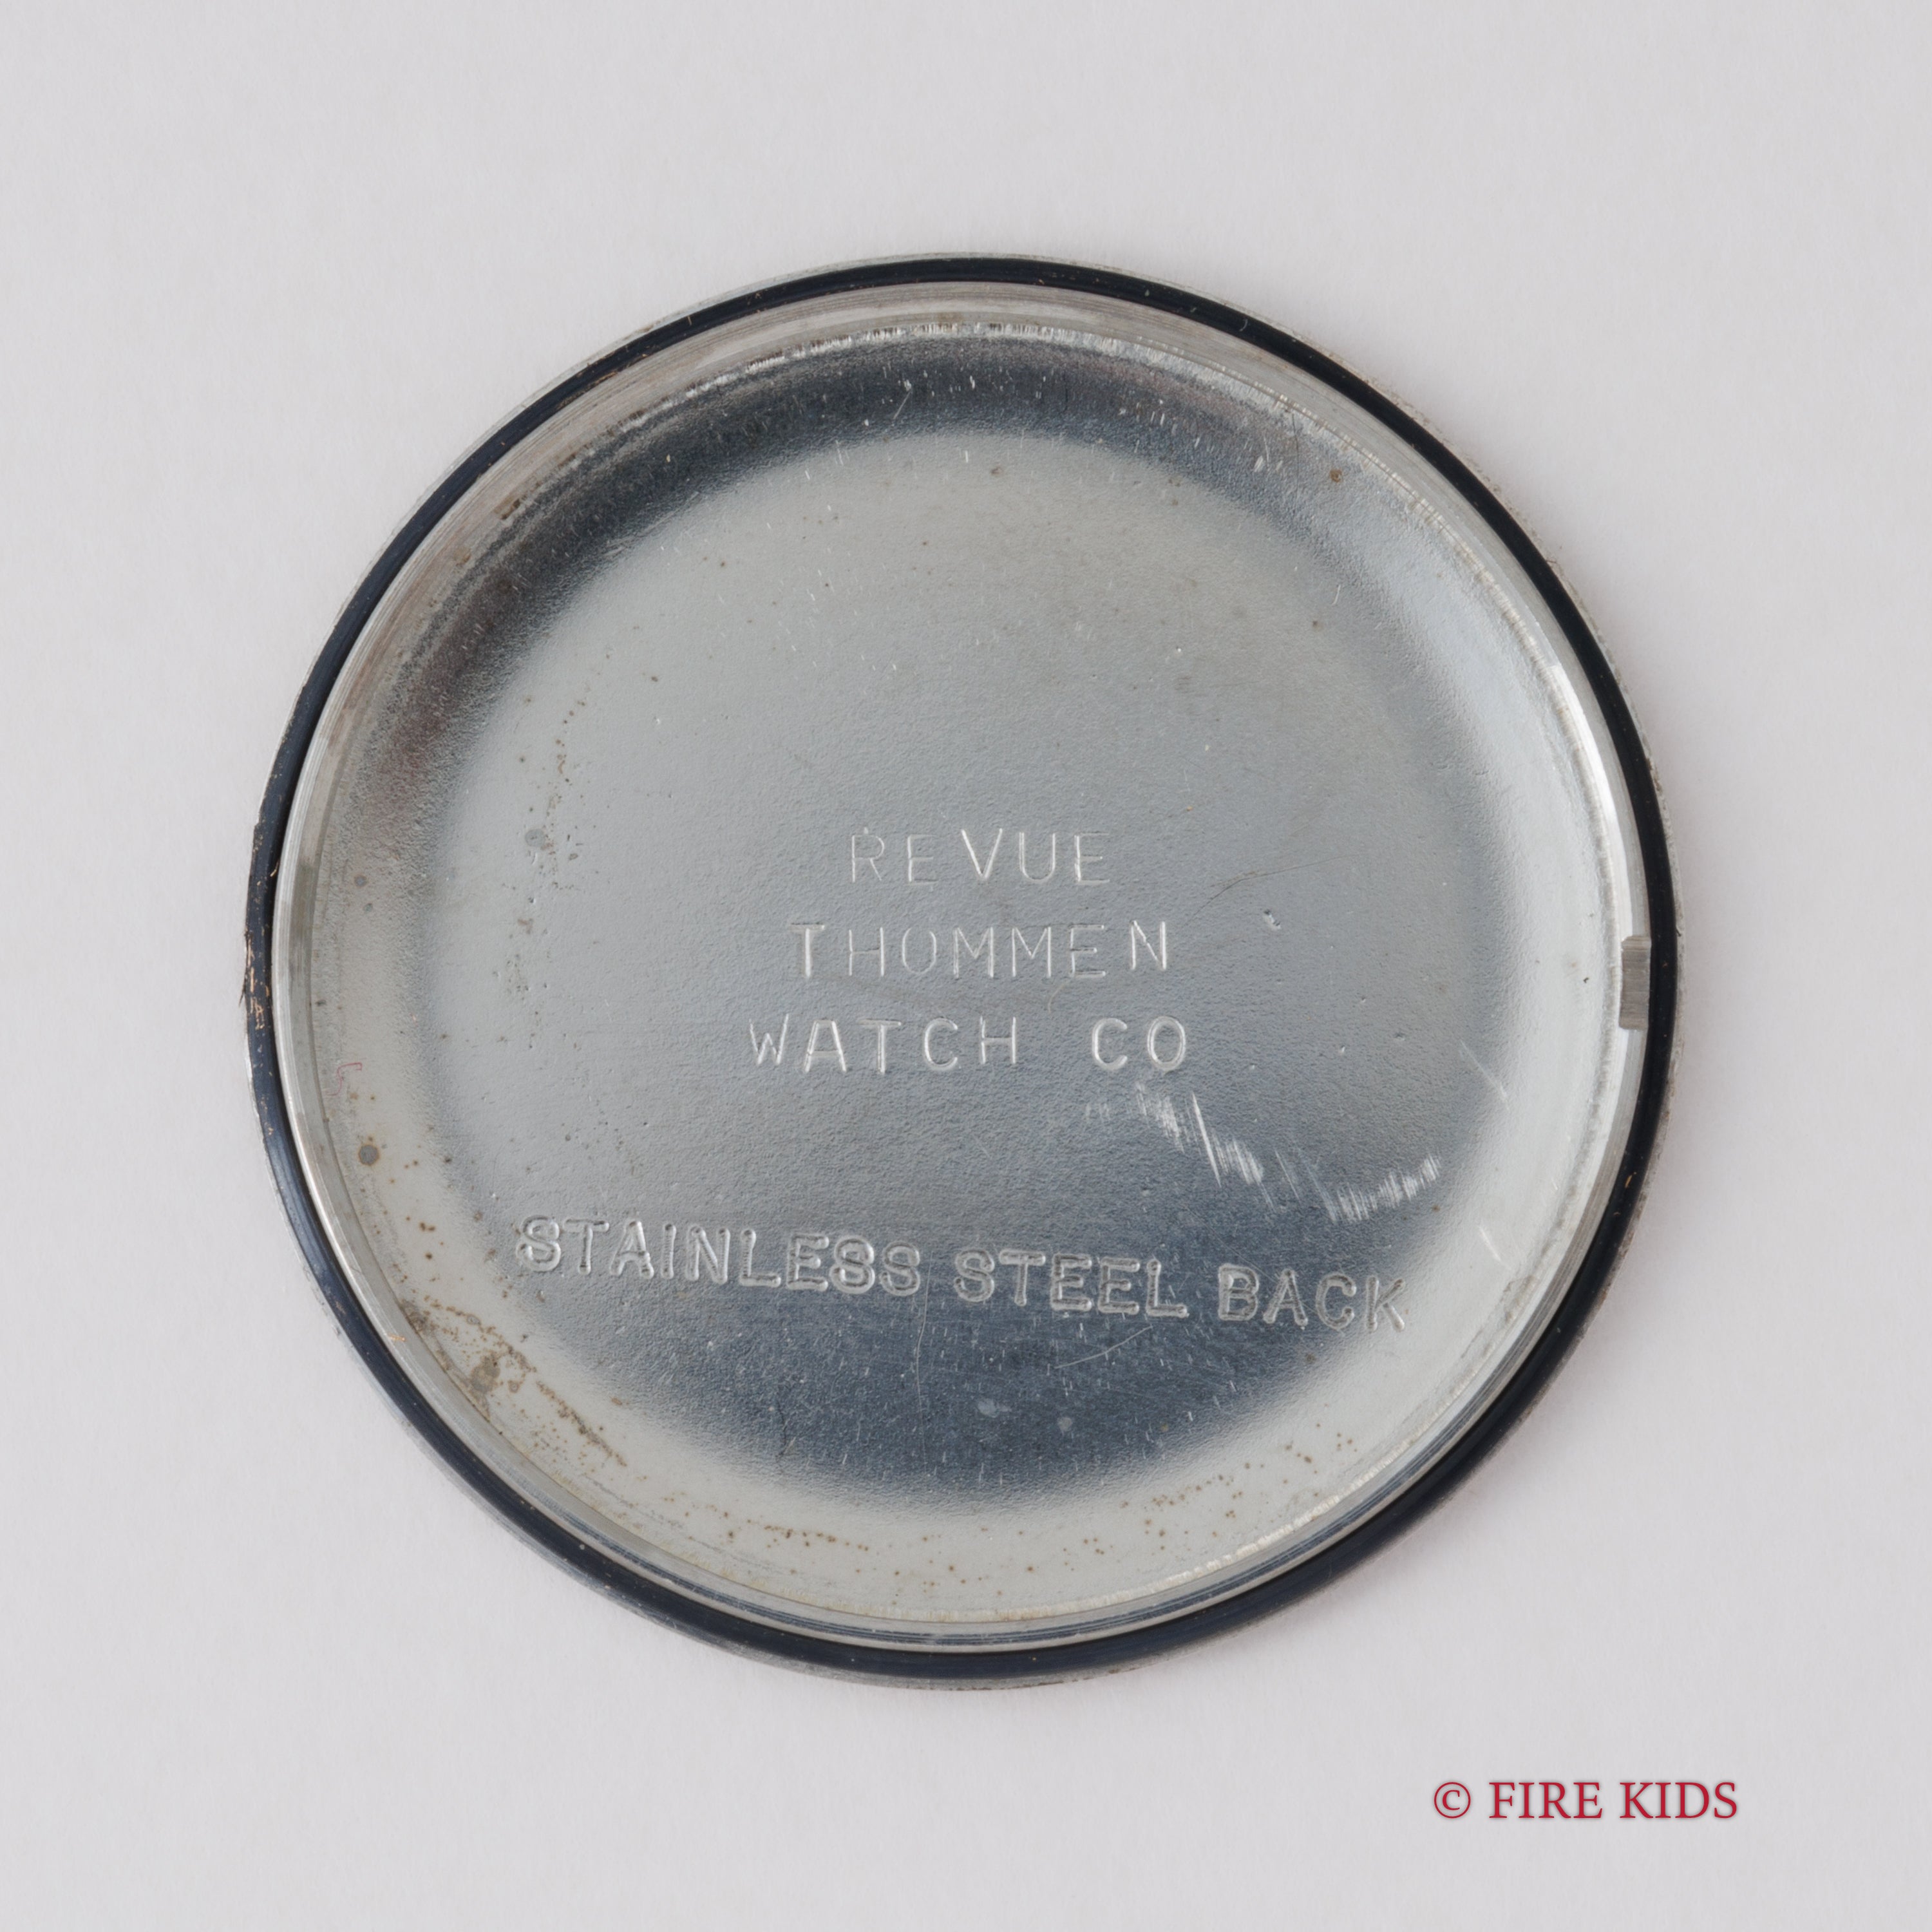 REVUE
THOMMEN
WATCH CO
STAINLESS STEEL BACK
© FIRE KIDS